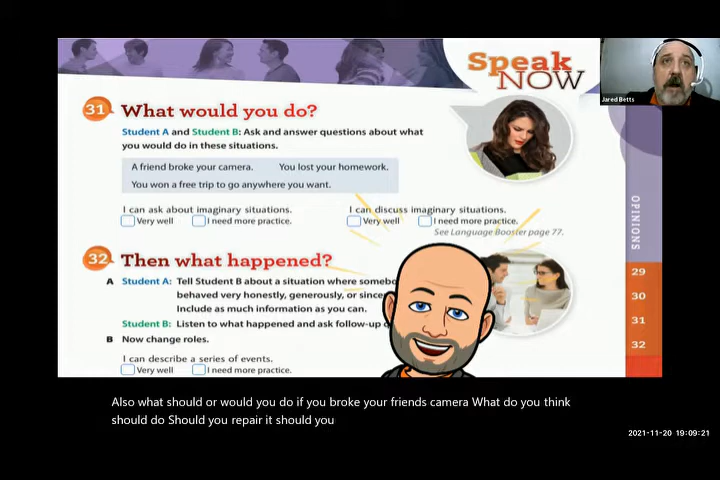 Speak
NOW
Jared Betts
31 What would you do?
Student A and Student B: Ask and answer questions about what
you would do in these situations.
A friend broke your camera. You lost your homework.
You won a free trip to go anywhere you want.
I can ask about imaginary situations. I can discuss imaginary situations.
Very well I need more practice. Very well I need more practice.
See Language Booster page 77.
OPINIONS
32 Then what happened?
A Student A: Tell Student B about a situation where
behaved very honestly, generously, or
Include as much information as you can.
Student B: Listen to what happened and ask follow-up
B Now change roles.
I can describe a series of events.
Very well I need more practice.
29
30
31
32
Also what should or would you do if you broke your friends camera What do you think
should do Should you repair it should you
2021-11-20 19:09:21